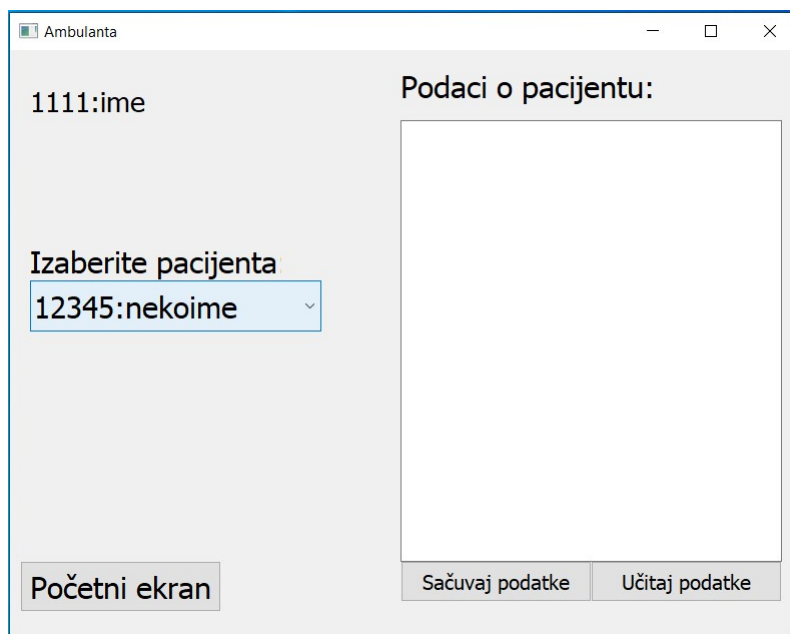 Ambulanta
1111:ime
Izaberite pacijenta:
12345:nekoime
Početni ekran
Podaci o pacijentu:
Sačuvaj podatke
Učitaj podatke